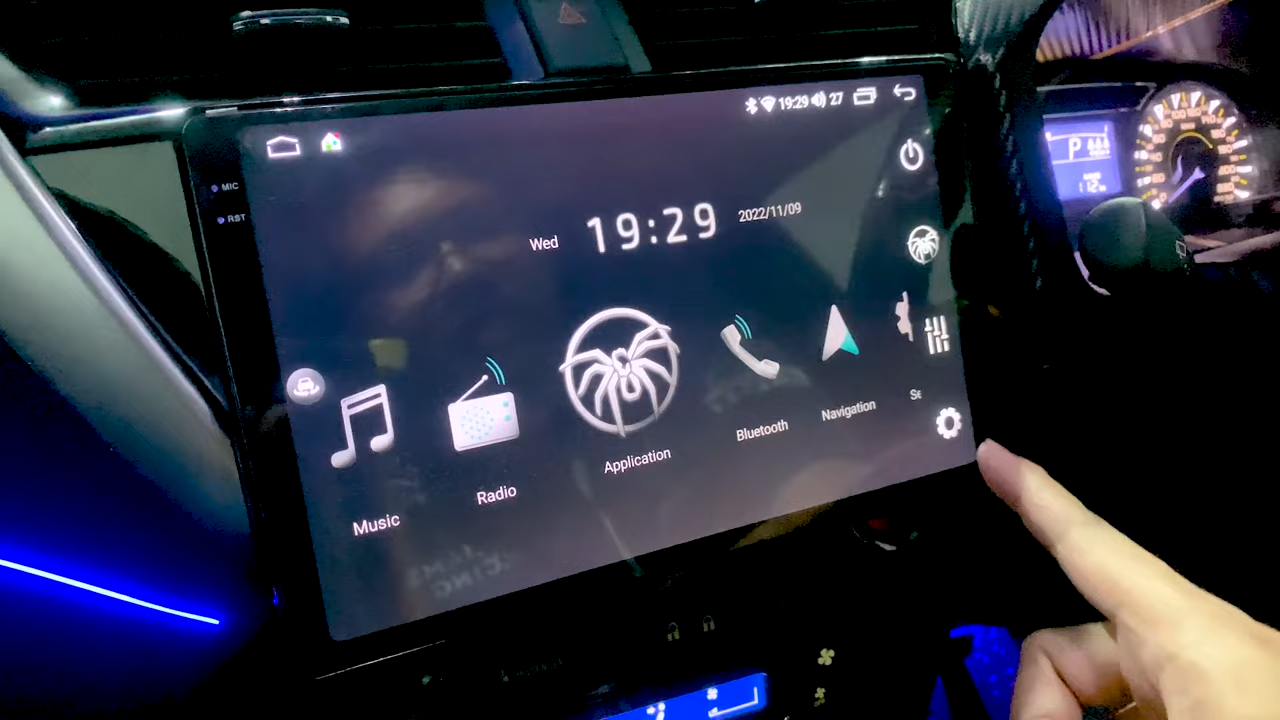 19:29 27
MIC
RST
Wed 19:29 2022/11/09
Music
Radio
Application
Bluetooth
Navigation
Se
P